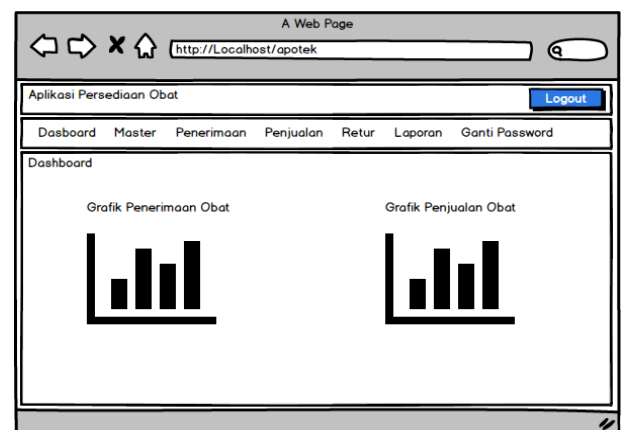 A Web Page
http://Localhost/apotek
Aplikasi Persediaan Obat
Logout
Dasboard Master Penerimaan Penjualan Retur Laporan Ganti Password
Dashboard
Grafik Penerimaan Obat
Grafik Penjualan Obat